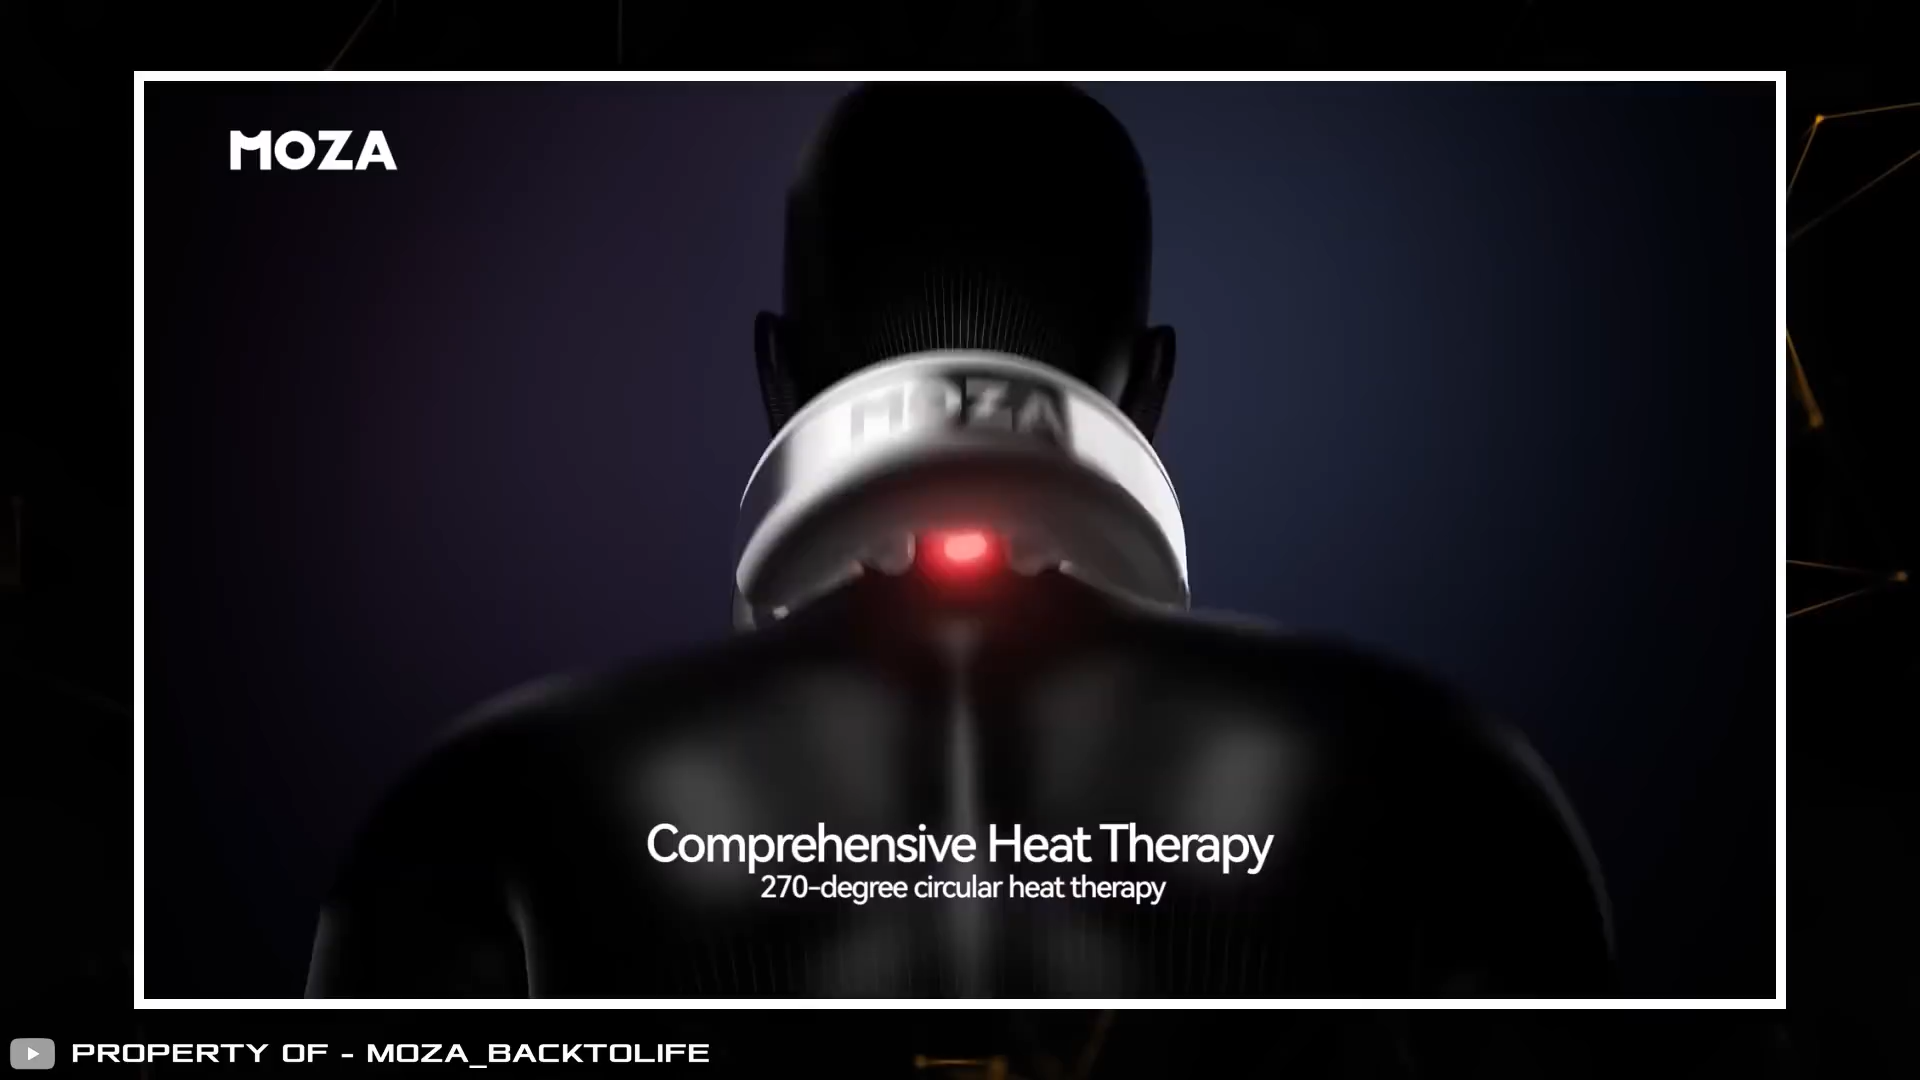 MOZA
MOZA
Comprehensive Heat Therapy
270-degree circular heat therapy
PROPERTY OF - MOZA_BACKTOLIFE